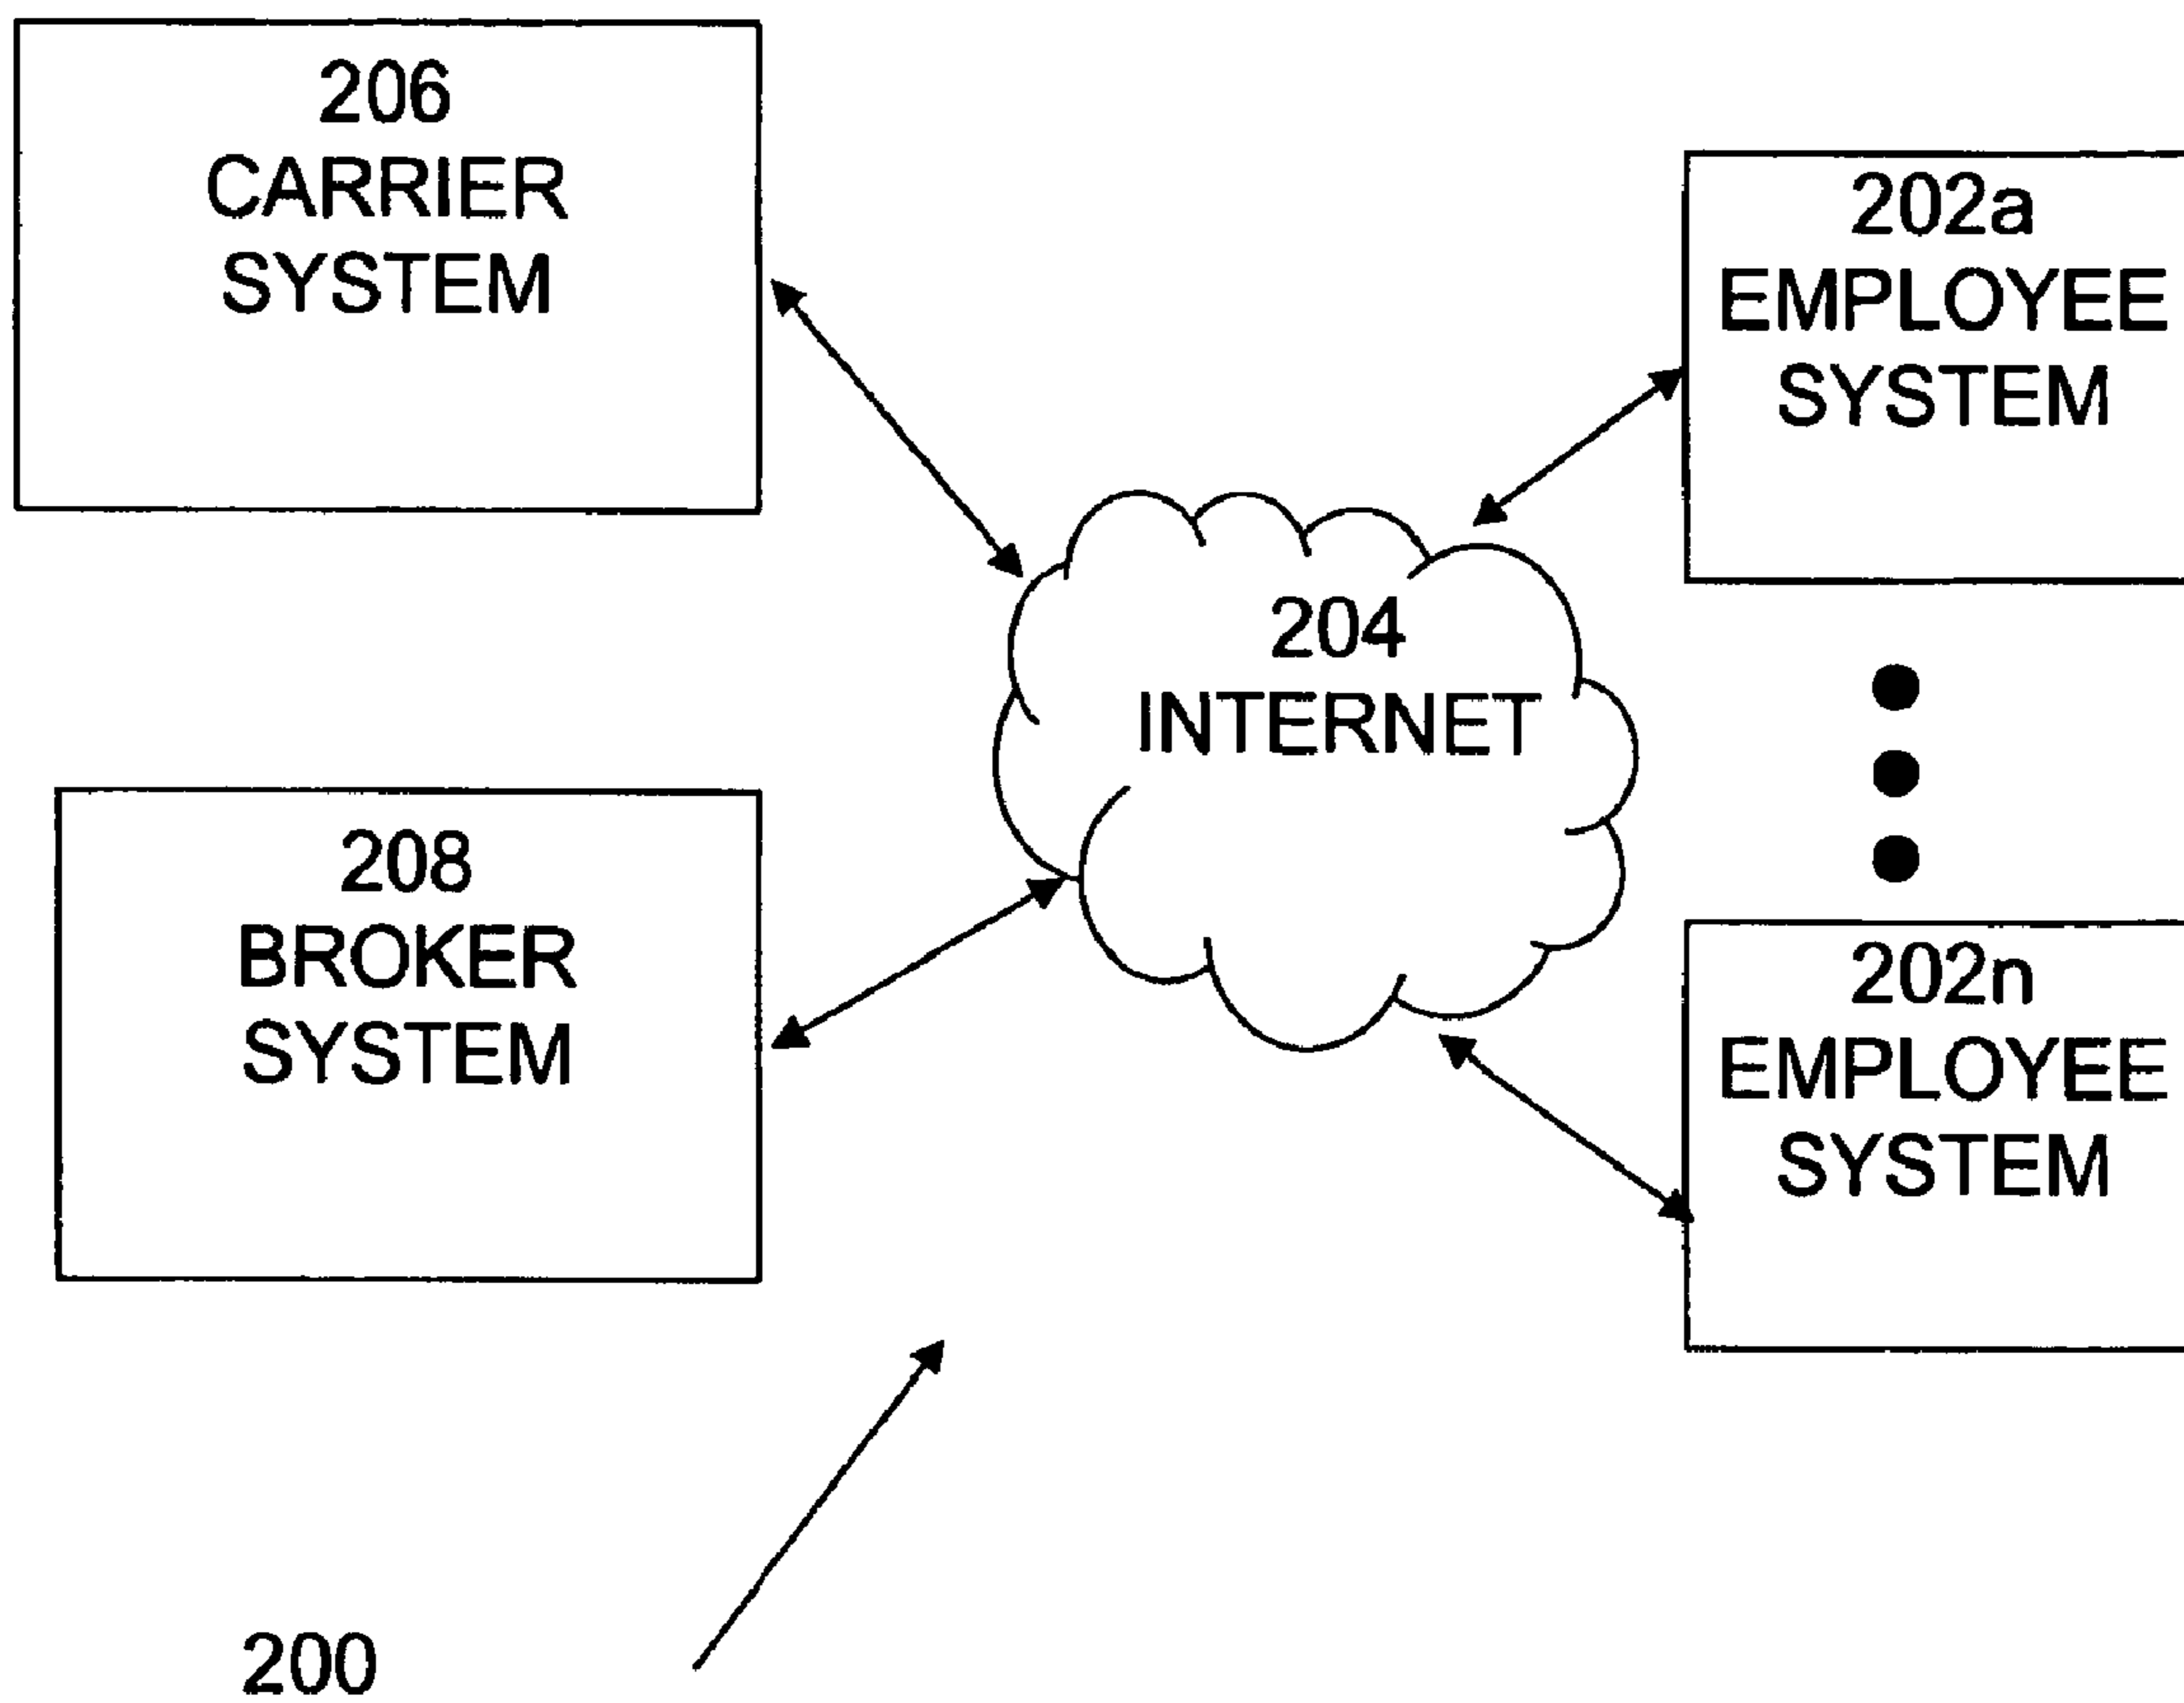 206
CARRIER
SYSTEM
202a
EMPLOYEE
SYSTEM
204
INTERNET
208
BROKER
SYSTEM
202n
EMPLOYEE
SYSTEM
200